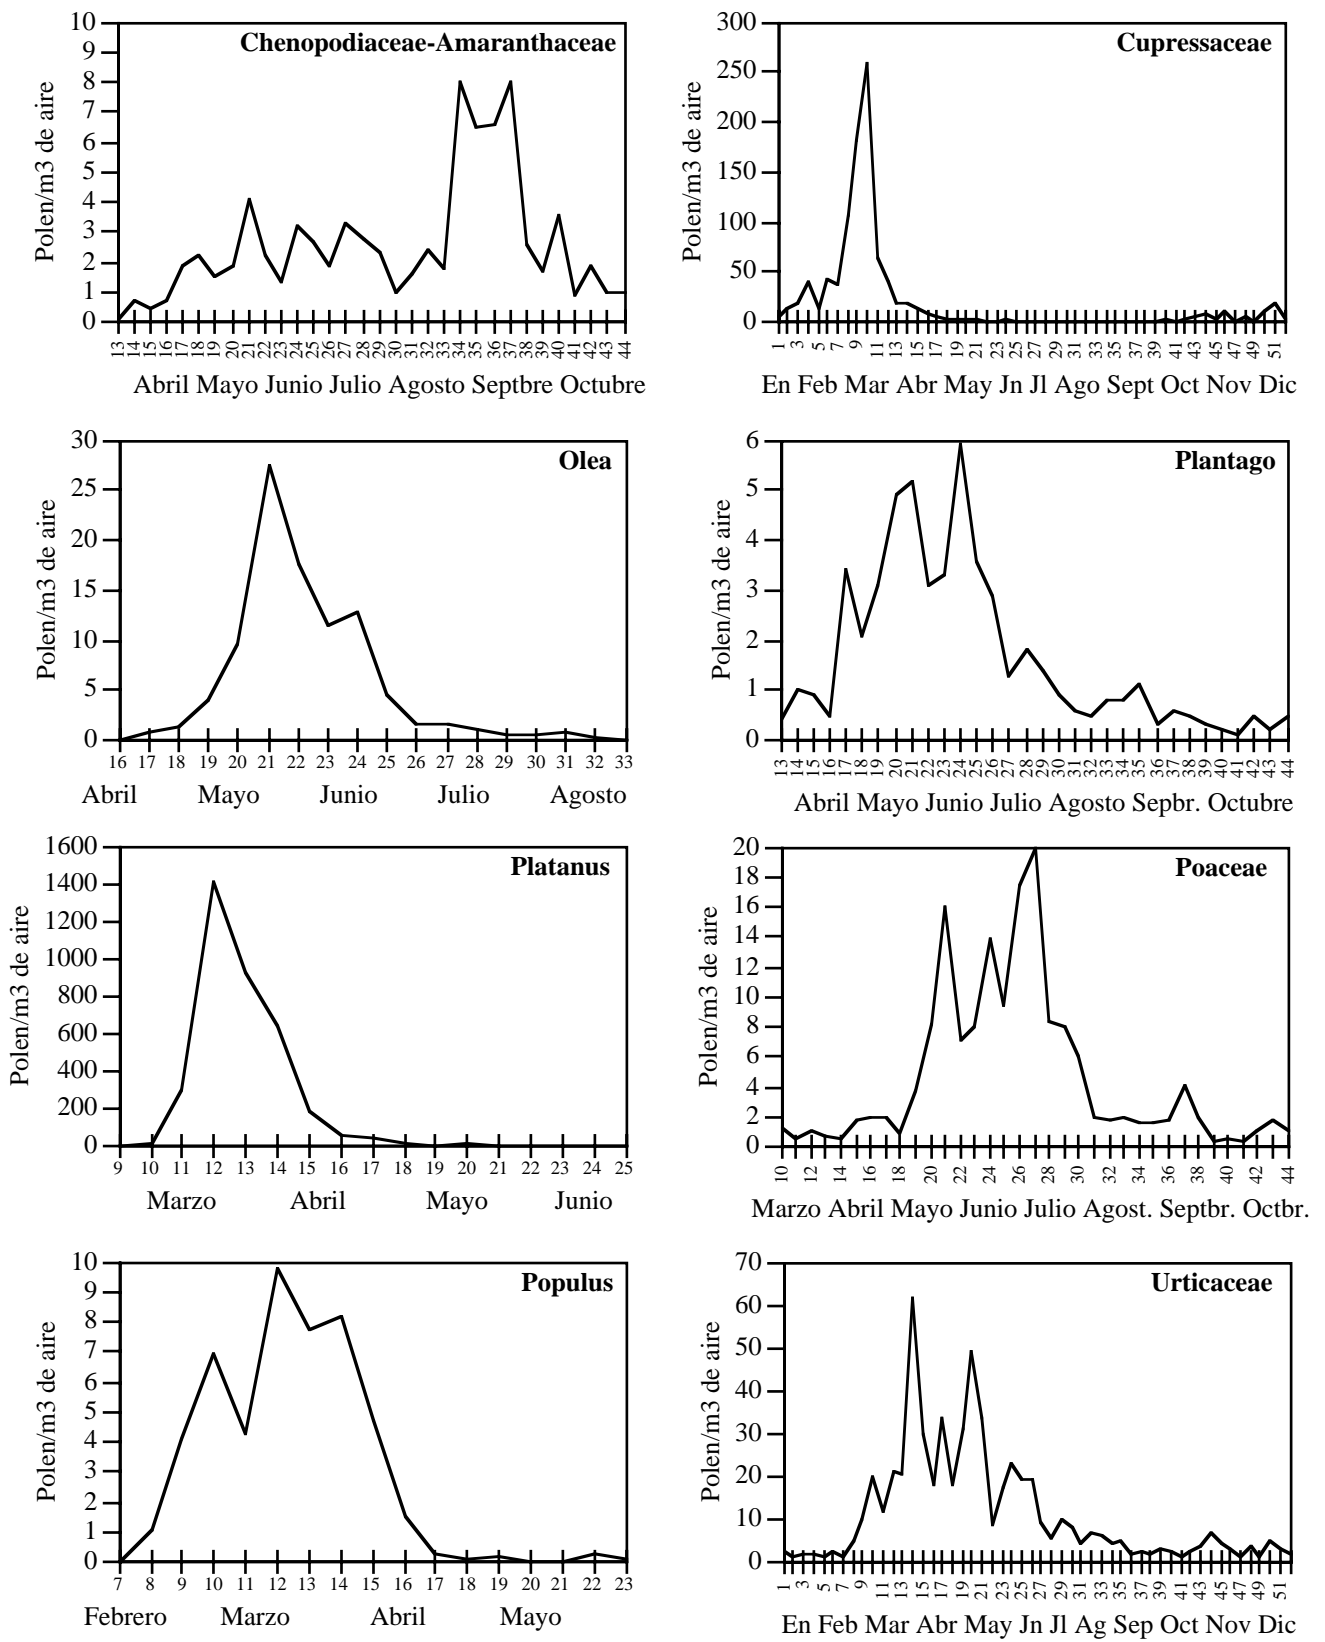 Chenopodiaceae-Amaranthaceae
Polen/m3 de aire
10
9
8
7
6
5
4
3
2
1
0
13 14 15 16 17 18 19 20 21 22 23 24 25 26 27 28 29 30 31 32 33 34 35 36 37 38 39 40 41 42 43 44
Abril Mayo Junio Julio Agosto Septbre Octubre
Cupressaceae
Polen/m3 de aire
300
250
200
150
100
50
0
1 3 5 7 9 11 13 15 17 19 21 23 25 27 29 31 33 35 37 39 41 43 45 47 49 51
En Feb Mar Abr May Jn Jl Ago Sept Oct Nov Dic
Olea
Polen/m3 de aire
30
25
20
15
10
5
0
16 17 18 19 20 21 22 23 24 25 26 27 28 29 30 31 32 33
Abril Mayo Junio Julio Agosto
Plantago
Polen/m3 de aire
6
5
4
3
2
1
0
13 14 15 16 17 18 19 20 21 22 23 24 25 26 27 28 29 30 31 32 33 34 35 36 37 38 39 40 41 42 43 44
Abril Mayo Junio Julio Agosto Sepbr. Octubre
Platanus
Polen/m3 de aire
1600
1400
1200
1000
800
600
400
200
0
9 10 11 12 13 14 15 16 17 18 19 20 21 22 23 24 25
Marzo Abril Mayo Junio
Poaceae
Polen/m3 de aire
20
18
16
14
12
10
8
6
4
2
0
10 12 14 16 18 20 22 24 26 28 30 32 34 36 38 40 42 44
Marzo Abril Mayo Junio Julio Agost. Septbr. Octbr.
Populus
Polen/m3 de aire
10
9
8
7
6
5
4
3
2
1
0
7 8 9 10 11 12 13 14 15 16 17 18 19 20 21 22 23
Febrero Marzo Abril Mayo
Urticaceae
Polen/m3 de aire
70
60
50
40
30
20
10
0
1 3 5 7 9 11 13 15 17 19 21 23 25 27 29 31 33 35 37 39 41 43 45 47 49 51
En Feb Mar Abr May Jn Jl Ag Sep Oct Nov Dic